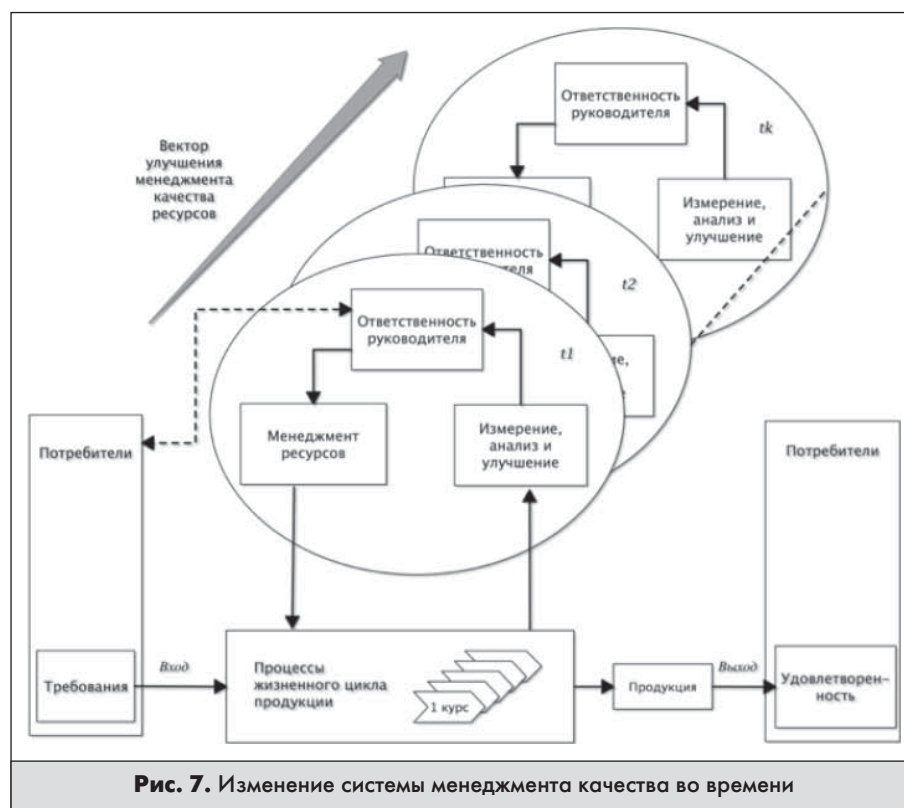 Вектор
улучшения
менеджмента
качества
ресурсов
Ответственность
руководителя
tk
Измерение,
анализ и
улучшение
Ответственность
t2
Ответственность
руководителя
t1
Менеджмент
ресурсов
Измерение,
анализ и
улучшение
Потребители
Потребители
Требования
Вход
Процессы
жизненного цикла
продукции
1 курс
Продукция
Выход
Удовлетворен-
ность
Рис. 7. Изменение системы менеджмента качества во времени